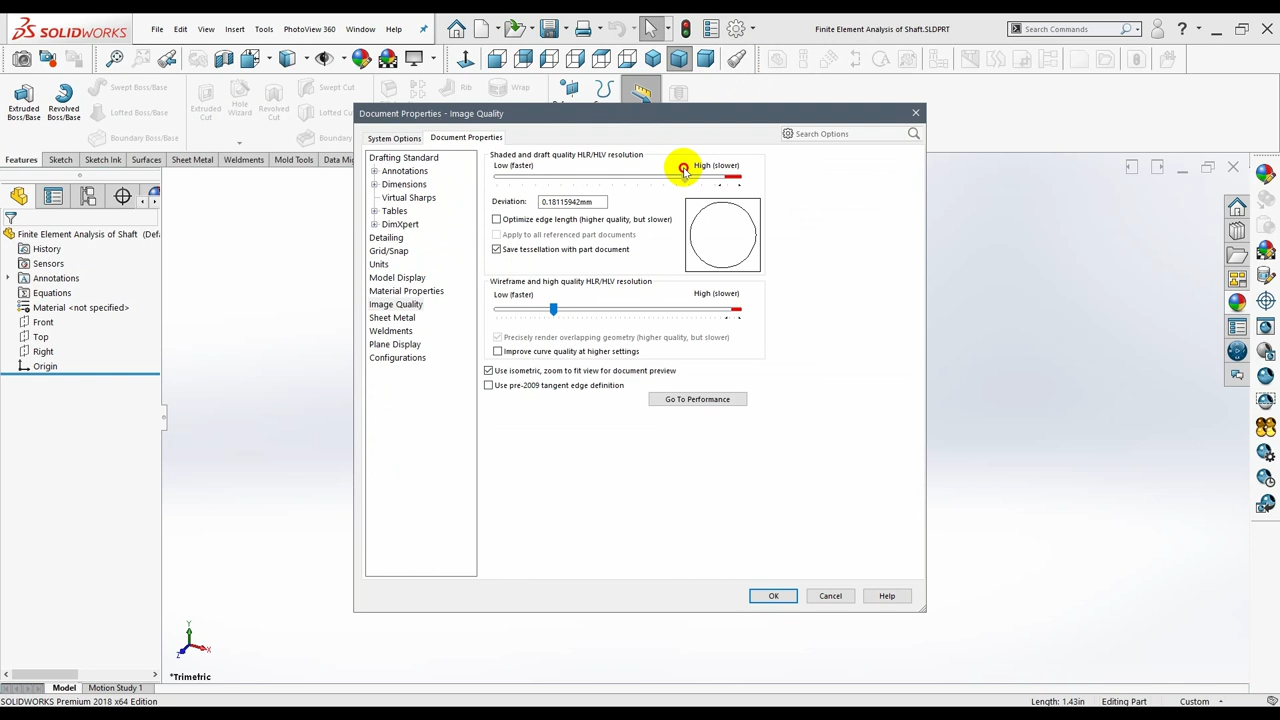 SOLIDWORKS File Edit View Insert Tools PhotoView 360 Window Help Finite Element Analysis of Shaft.SLDPRT Search Commands ?
Swept Boss/Base Rib Wrap
Extruded Boss/Base Revolved Boss/Base Lofted Boss/Base Boundary Boss/Base Extruded Cut Hole Wizard Revolved Cut Swept Cut Lofted Boundary
Features Sketch Sketch Ink Surfaces Sheet Metal Weldments Mold Tools Data Mig
Document Properties - Image Quality
System Options Document Properties Search Options
Finite Element Analysis of Shaft (Def
History
Sensors
Annotations
Equations
Material <not specified>
Front
Top
Right
Origin
Drafting Standard
Annotations
Dimensions
Virtual Sharps
Tables
DimXpert
Detailing
Grid/Snap
Units
Model Display
Material Properties
Image Quality
Sheet Metal
Weldments
Plane Display
Configurations
Shaded and draft quality HLR/HLV resolution
Low (faster) High (slower)
Deviation: 0.18115942mm
Optimize edge length (higher quality, but slower)
Apply to all referenced part documents
Save tessellation with part document
Wireframe and high quality HLR/HLV resolution
Low (faster) High (slower)
Precisely render overlapping geometry (higher quality, but slower)
Improve curve quality at higher settings
Use isometric, zoom to fit view for document preview
Use pre-2009 tangent edge definition
Go To Performance
OK Cancel Help
Y
Z X
*Trimetric
Model Motion Study 1
SOLIDWORKS Premium 2018 x64 Edition Length: 1.43in Editing Part Custom